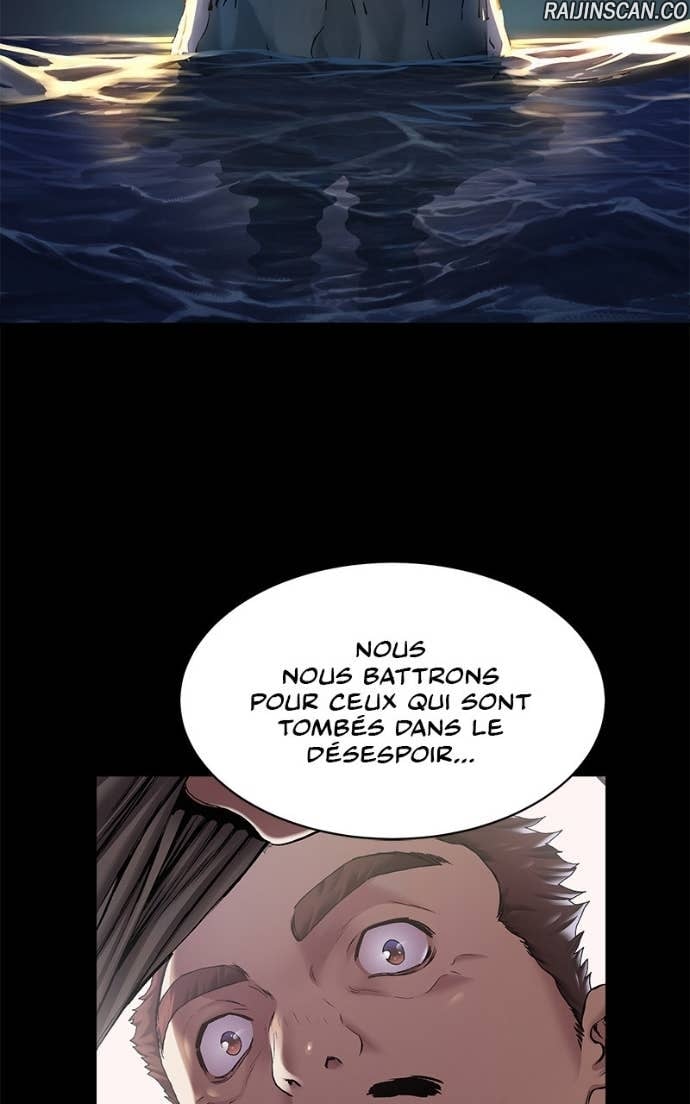 RAIJINSCAN.CO
NOUS
NOUS BATTRONS
POUR CEUX QUI SONT
TOMBÉS DANS LE
DÉSESPOIR...